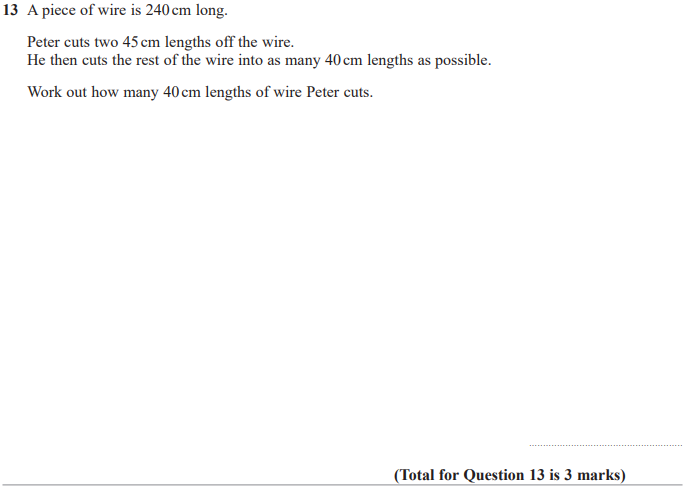 13 A piece of wire is 240 cm long.
Peter cuts two 45 cm lengths off the wire.
He then cuts the rest of the wire into as many 40 cm lengths as possible.
Work out how many 40 cm lengths of wire Peter cuts.
(Total for Question 13 is 3 marks)